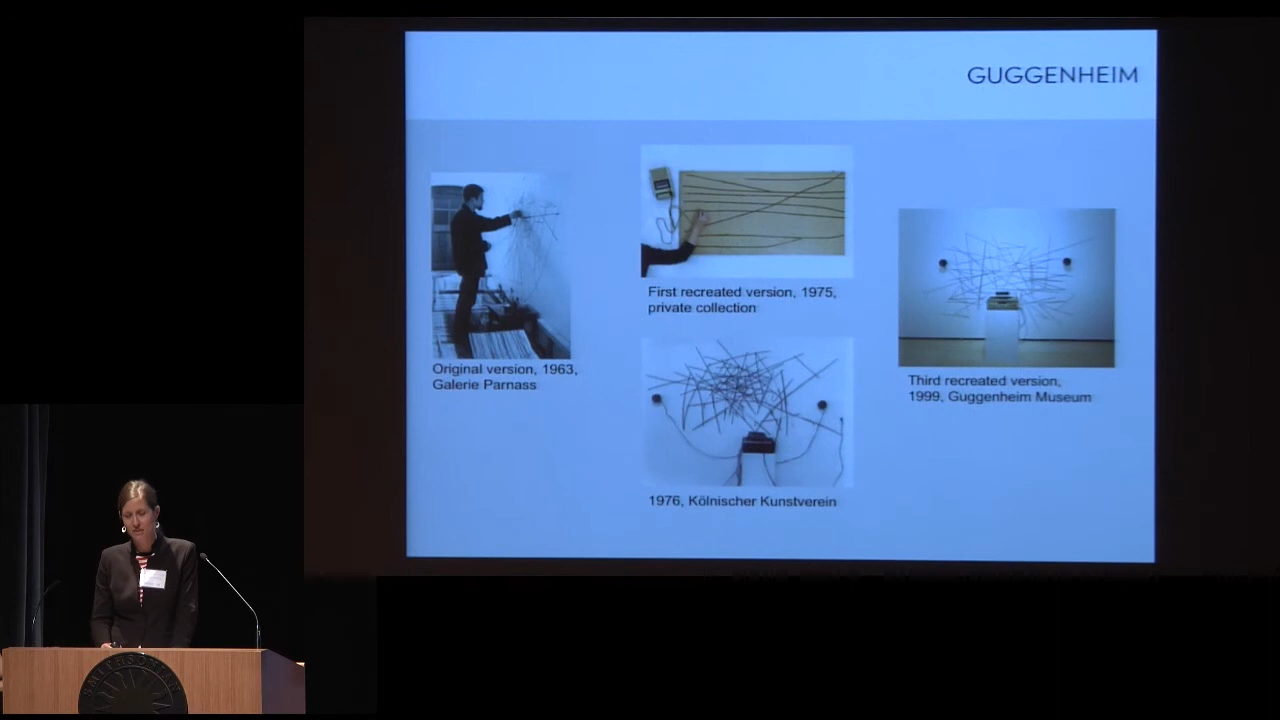 GUGGENHEIM
Original version, 1963,
Galerie Parnass
First recreated version, 1975,
private collection
1976, Kölnischer Kunstverein
Third recreated version,
1999, Guggenheim Museum